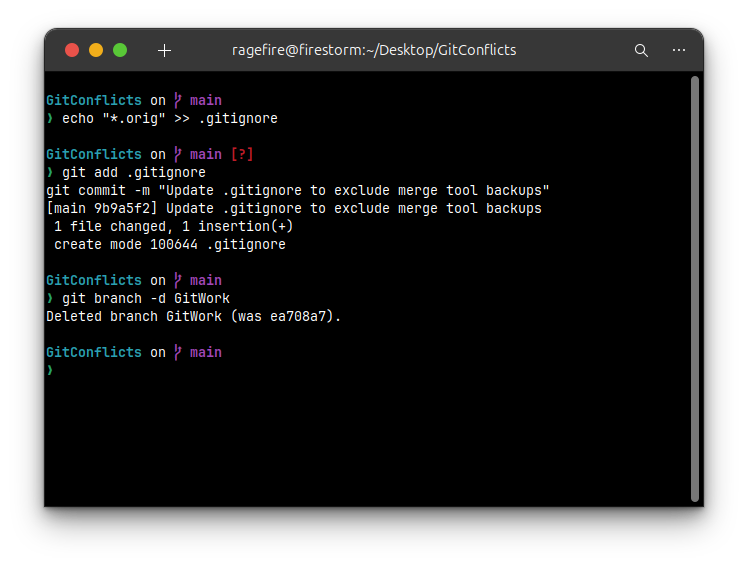 ragefire@firestorm:~/Desktop/GitConflicts
GitConflicts on main
❯ echo "*.orig" >> .gitignore
GitConflicts on main [?]
❯ git add .gitignore
git commit -m "Update .gitignore to exclude merge tool backups"
[main 9b9a5f2] Update .gitignore to exclude merge tool backups
1 file changed, 1 insertion(+)
create mode 100644 .gitignore
GitConflicts on main
❯ git branch -d GitWork
Deleted branch GitWork (was ea708a7).
GitConflicts on main
❯